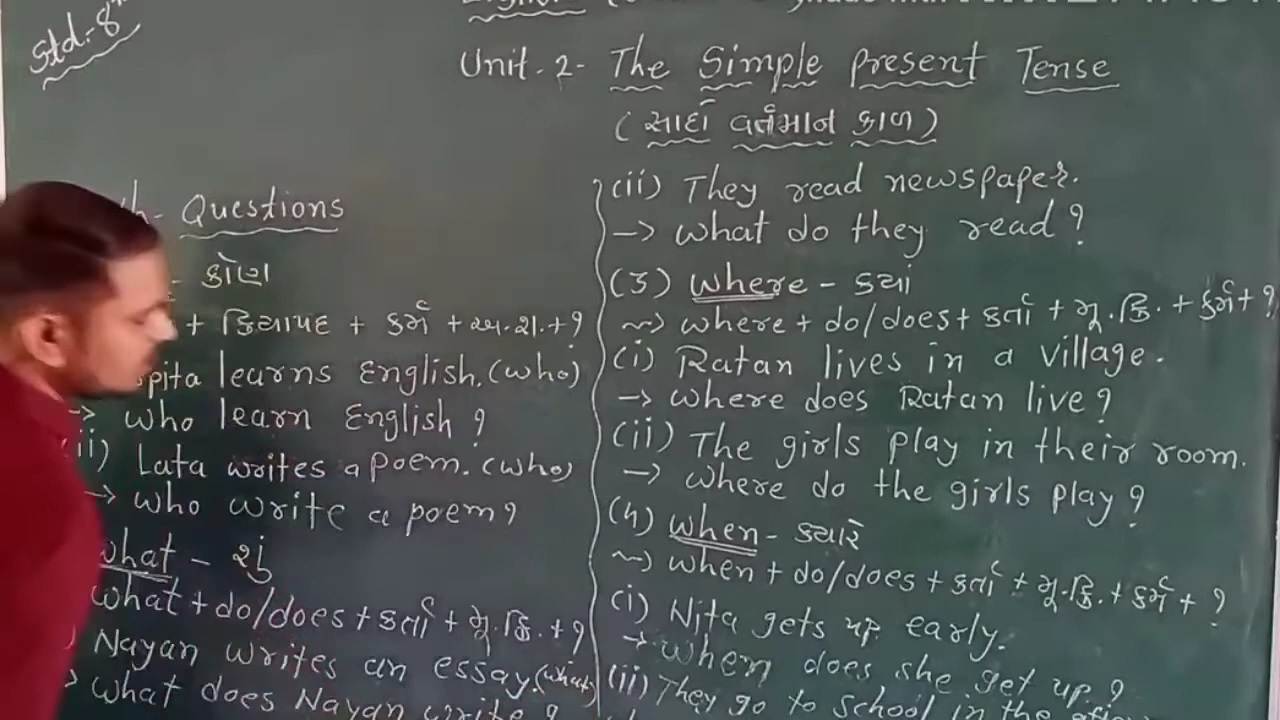 Std:- 8th
Unit. 2- The Simple Present Tense
(સાદો વર્તમાન કાળ)
Questions
- કોણ
+ ક્રિયાપદ + કર્મ + અ.શ. + ?
learns English. (who)
→ who learn English ?
(ii) Lata writes a poem. (who)
→ who write a poem ?
what - શું
what + do/does + કર્તા + મૂ.ક્રિ. + ?
Nayan writes an essay. (what)
→ what does Nayan write ?
(ii) They read newspaper.
→ what do they read ?
(૩) where - કયાં
~> where + do/does + કર્તા + મૂ.ક્રિ. + કર્મ + ?
(i) Ratan lives in a village.
→ where does Ratan live ?
(ii) The girls play in their room.
→ where do the girls play ?
(૪) when - કયારે
~> when + do/does + કર્તા + મૂ.ક્રિ. + કર્મ + ?
(i) Nita gets up early.
→ when does she get up ?
(ii) They go to school in the